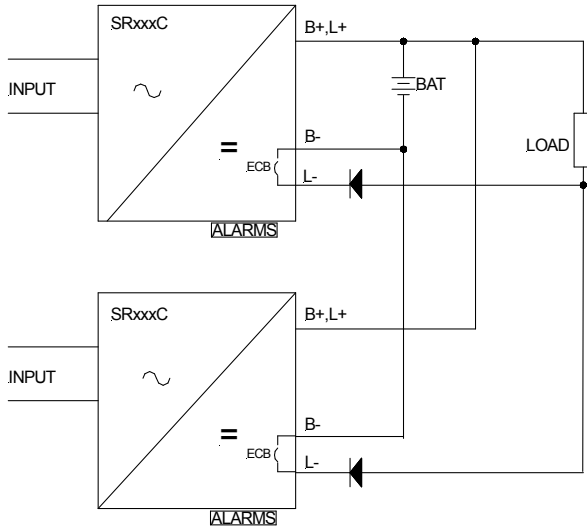 SRxxxC
B+,L+
INPUT
BAT
B-
LOAD
ECB
L-
ALARMS
SRxxxC
B+,L+
INPUT
B-
ECB
L-
ALARMS